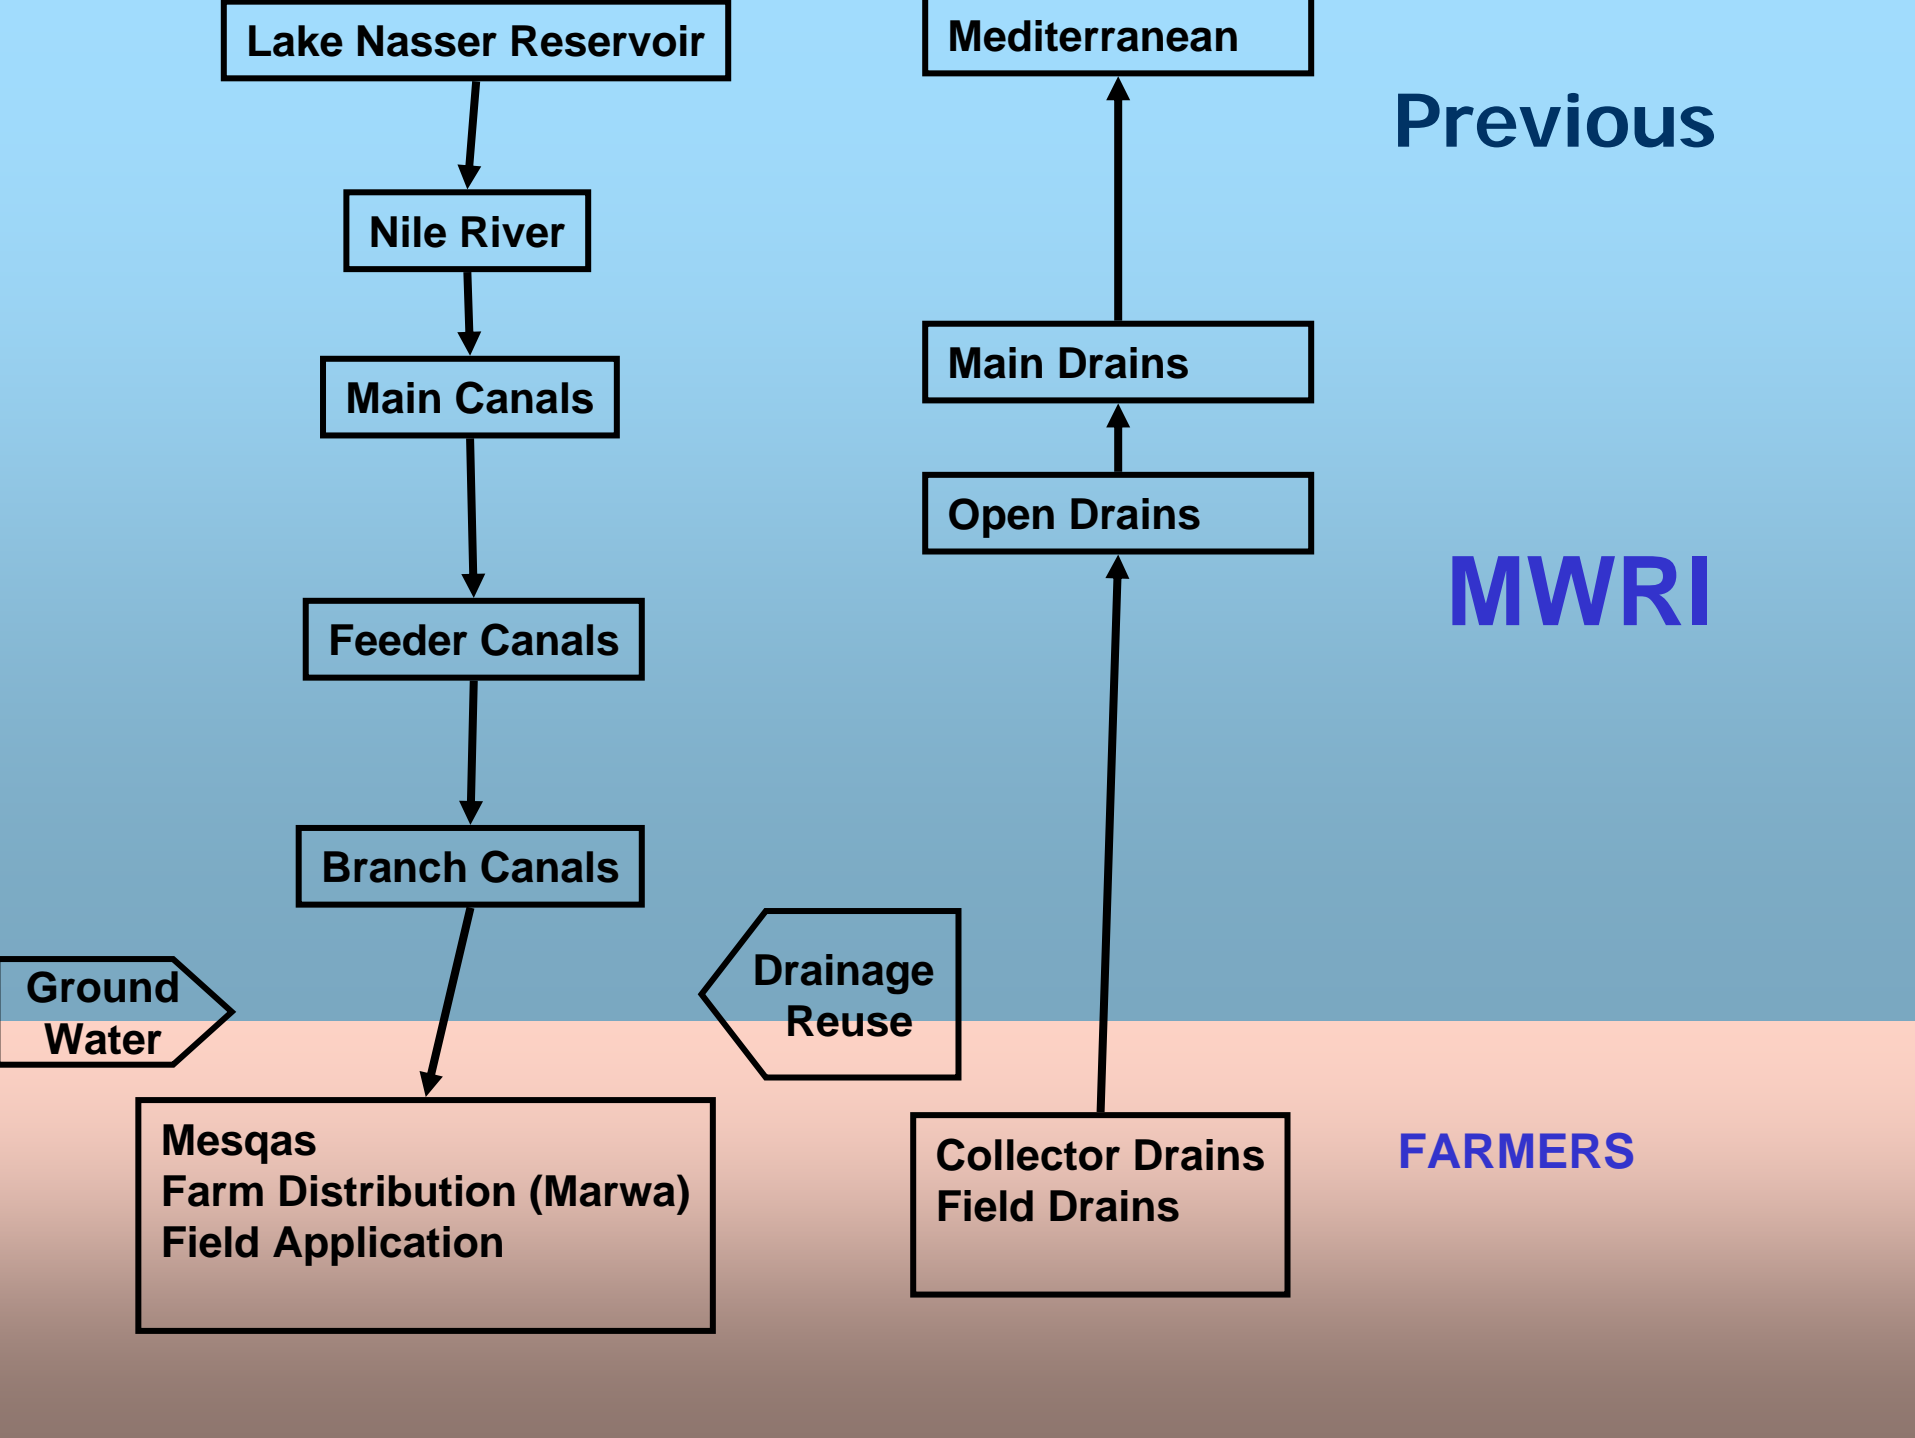 Lake Nasser Reservoir
Mediterranean
Previous
Nile River
Main Canals
Main Drains
Open Drains
MWRI
Feeder Canals
Branch Canals
Ground
Water
Drainage
Reuse
Mesqas
Farm Distribution (Marwa)
Field Application
Collector Drains
Field Drains
FARMERS